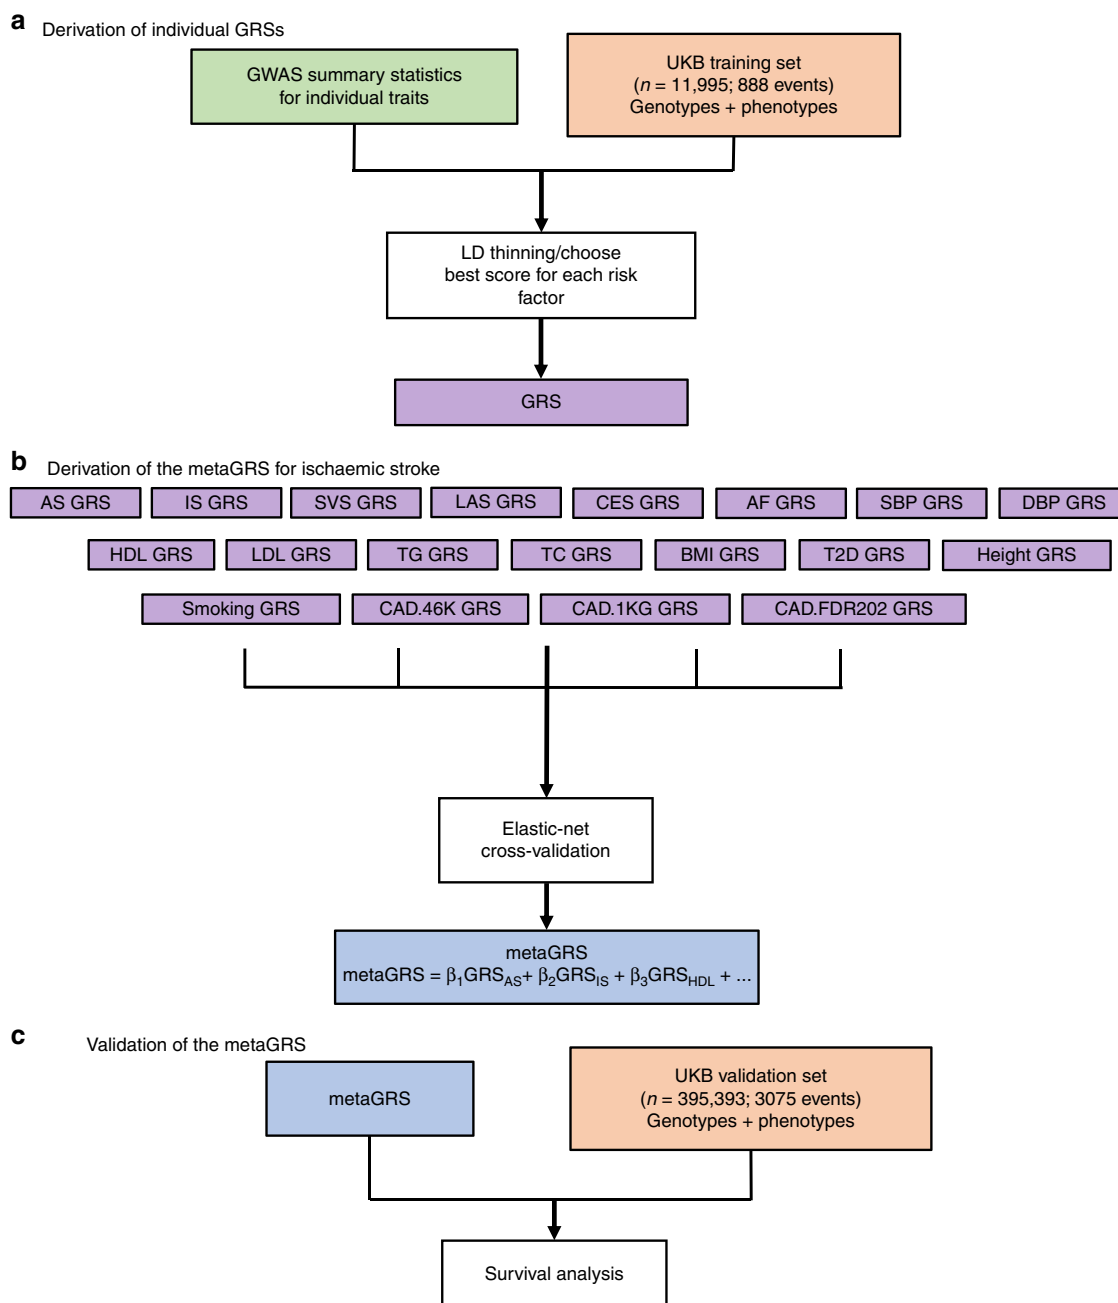 a Derivation of individual GRSs
GWAS summary statistics
for individual traits
UKB training set
(n = 11,995; 888 events)
Genotypes + phenotypes
LD thinning/choose
best score for each risk
factor
GRS
b Derivation of the metaGRS for ischaemic stroke
AS GRS IS GRS SVS GRS LAS GRS CES GRS AF GRS SBP GRS DBP GRS
HDL GRS LDL GRS TG GRS TC GRS BMI GRS T2D GRS Height GRS
Smoking GRS CAD.46K GRS CAD.1KG GRS CAD.FDR202 GRS
Elastic-net
cross-validation
metaGRS
metaGRS = β₁GRS_AS+ β₂GRS_IS + β₃GRS_HDL + ...
c Validation of the metaGRS
metaGRS
UKB validation set
(n = 395,393; 3075 events)
Genotypes + phenotypes
Survival analysis